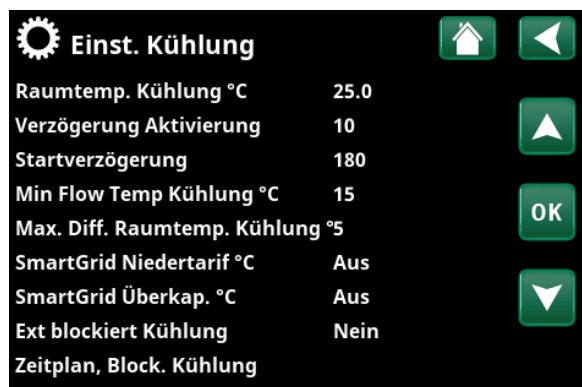 Einst. Kühlung
Raumtemp. Kühlung °C 25.0
Verzögerung Aktivierung 10
Startverzögerung 180
Min Flow Temp Kühlung °C 15
Max. Diff. Raumtemp. Kühlung °5
OK
SmartGrid Niedertarif °C Aus
SmartGrid Überkap. °C Aus
Ext blockiert Kühlung Nein
Zeitplan, Block. Kühlung